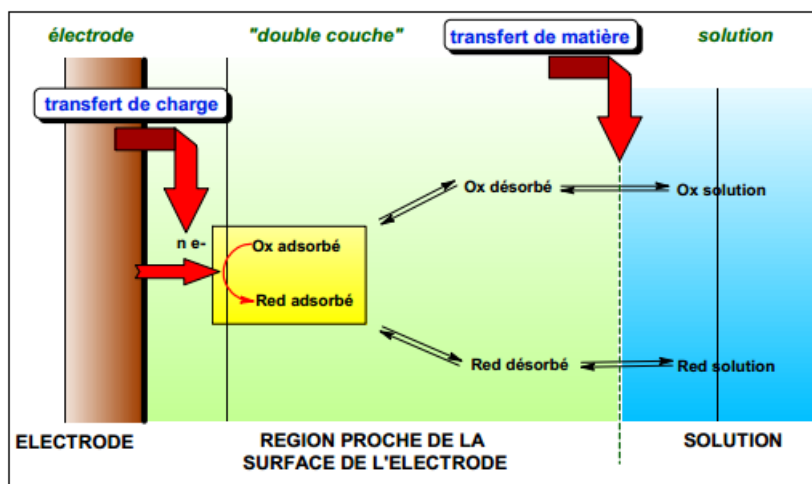 électrode
"double couche"
transfert de matière
solution
transfert de charge
Ox désorbé
Ox solution
n e-
Ox adsorbé
Red adsorbé
Red désorbé
Red solution
ELECTRODE
REGION PROCHE DE LA
SURFACE DE L'ELECTRODE
SOLUTION